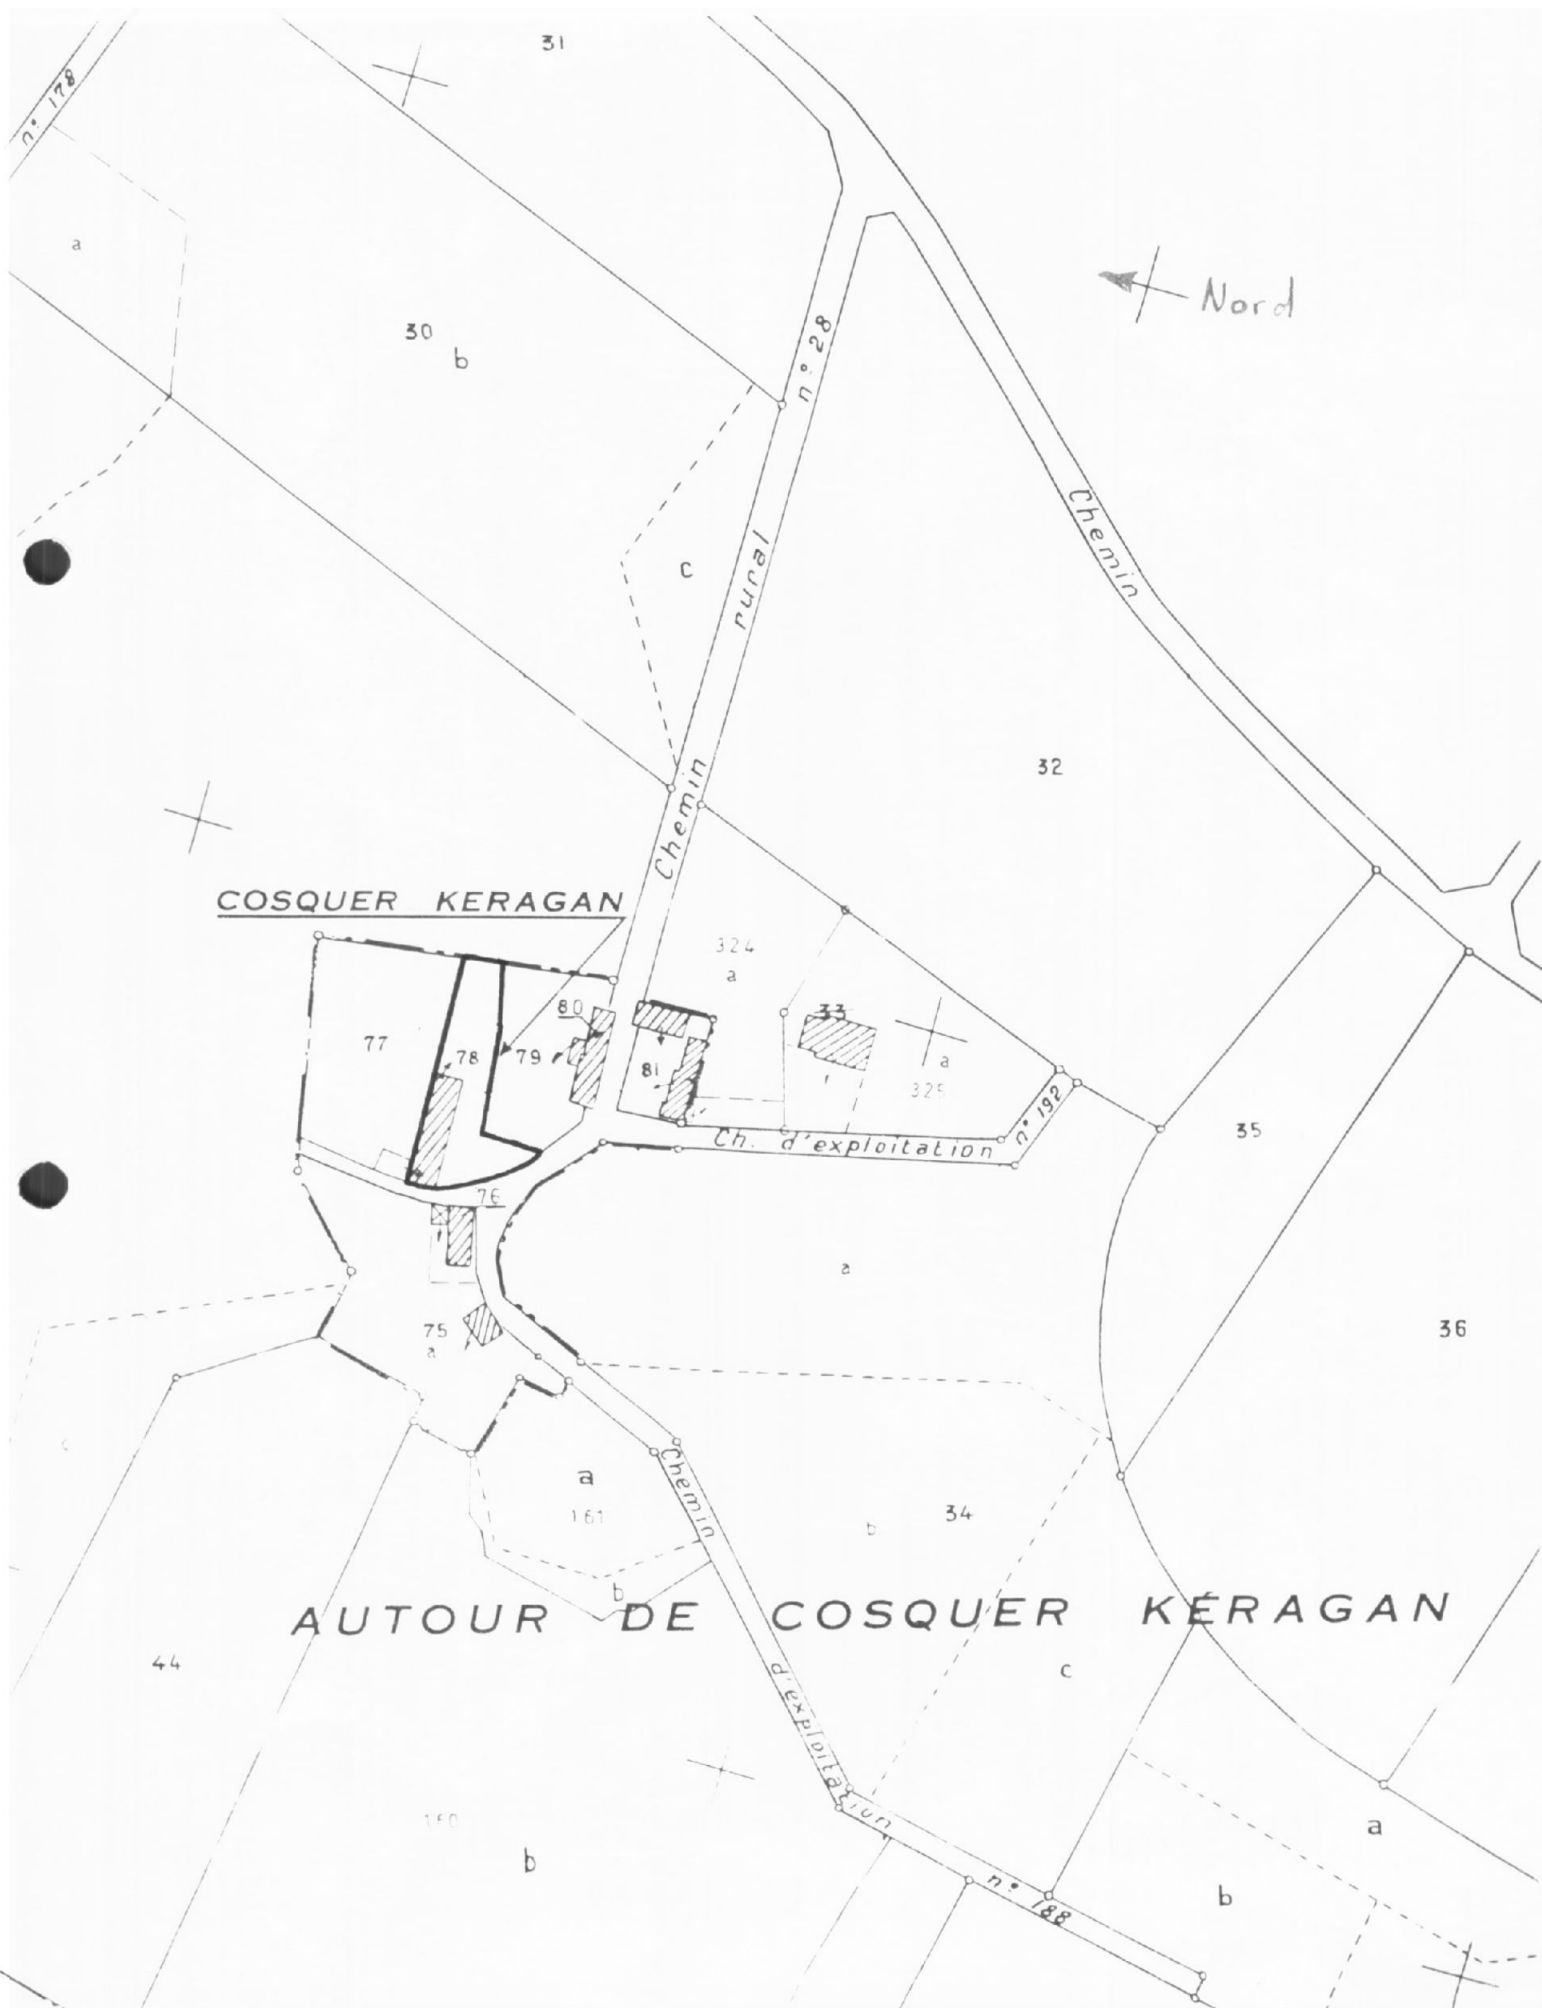 31
n° 178
a
Nord
30
b
n° 28
Chemin
c
rural
32
Chemin
COSQUER KERAGAN
324
a
80
33
77
78
79
81
a
325
n° 192
35
Ch. d'exploitation
76
a
75
a
36
c
a
161
Chemin
34
b
b
AUTOUR DE COSQUER KERAGAN
44
c
d'exploitation
b
a
n° 188
b